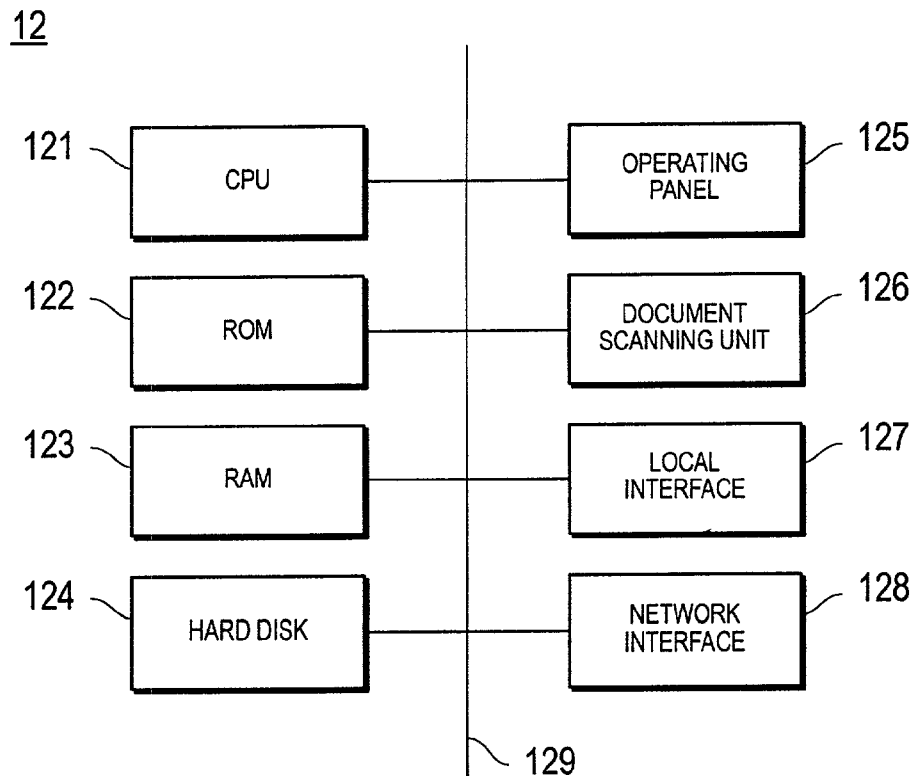 12
121
CPU
125
OPERATING
PANEL
122
ROM
126
DOCUMENT
SCANNING UNIT
123
RAM
127
LOCAL
INTERFACE
124
HARD DISK
128
NETWORK
INTERFACE
129